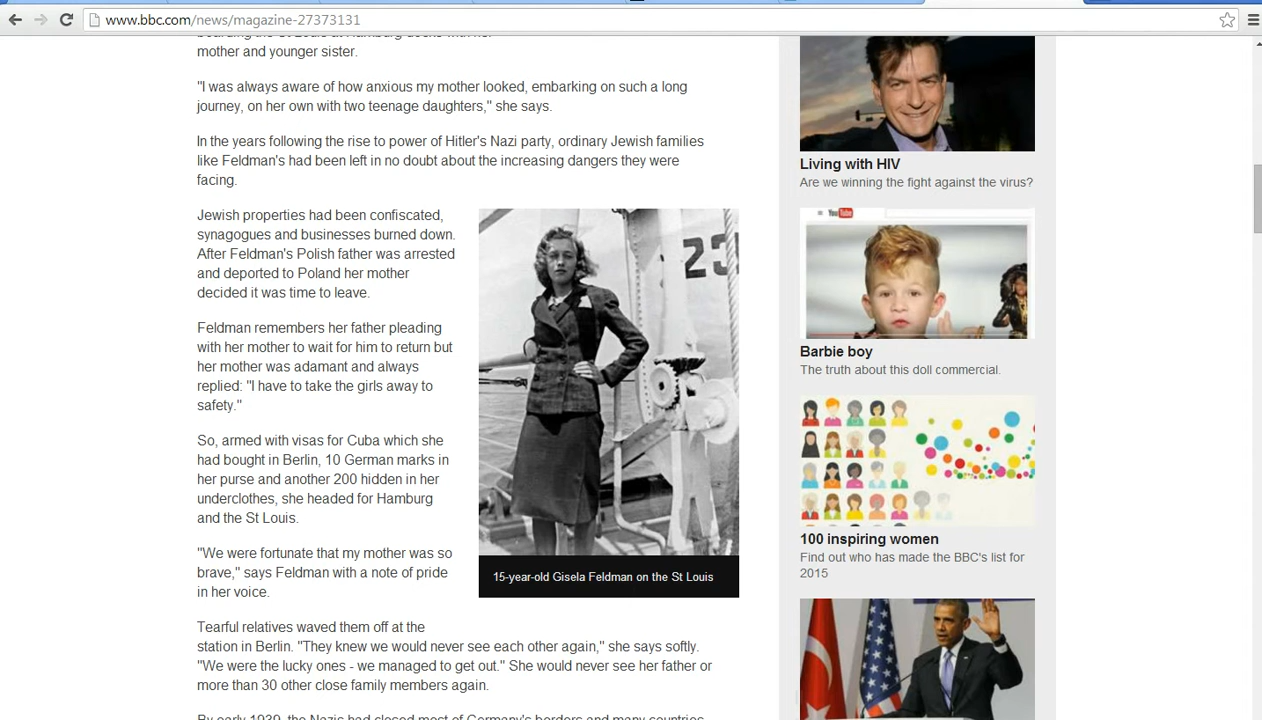 www.bbc.com/news/magazine-27373131
mother and younger sister.
"I was always aware of how anxious my mother looked, embarking on such a long
journey, on her own with two teenage daughters," she says.
In the years following the rise to power of Hitler's Nazi party, ordinary Jewish families
like Feldman's had been left in no doubt about the increasing dangers they were
facing.
Jewish properties had been confiscated,
synagogues and businesses burned down.
After Feldman's Polish father was arrested
and deported to Poland her mother
decided it was time to leave.
Feldman remembers her father pleading
with her mother to wait for him to return but
her mother was adamant and always
replied: "I have to take the girls away to
safety."
So, armed with visas for Cuba which she
had bought in Berlin, 10 German marks in
her purse and another 200 hidden in her
underclothes, she headed for Hamburg
and the St Louis.
"We were fortunate that my mother was so
brave," says Feldman with a note of pride
in her voice.
23
15-year-old Gisela Feldman on the St Louis
Tearful relatives waved them off at the
station in Berlin. "They knew we would never see each other again," she says softly.
"We were the lucky ones - we managed to get out." She would never see her father or
more than 30 other close family members again.
By early 1939, the Nazis had closed most of Germany's borders and many countries
Living with HIV
Are we winning the fight against the virus?
YouTube
Barbie boy
The truth about this doll commercial.
100 inspiring women
Find out who has made the BBC's list for
2015